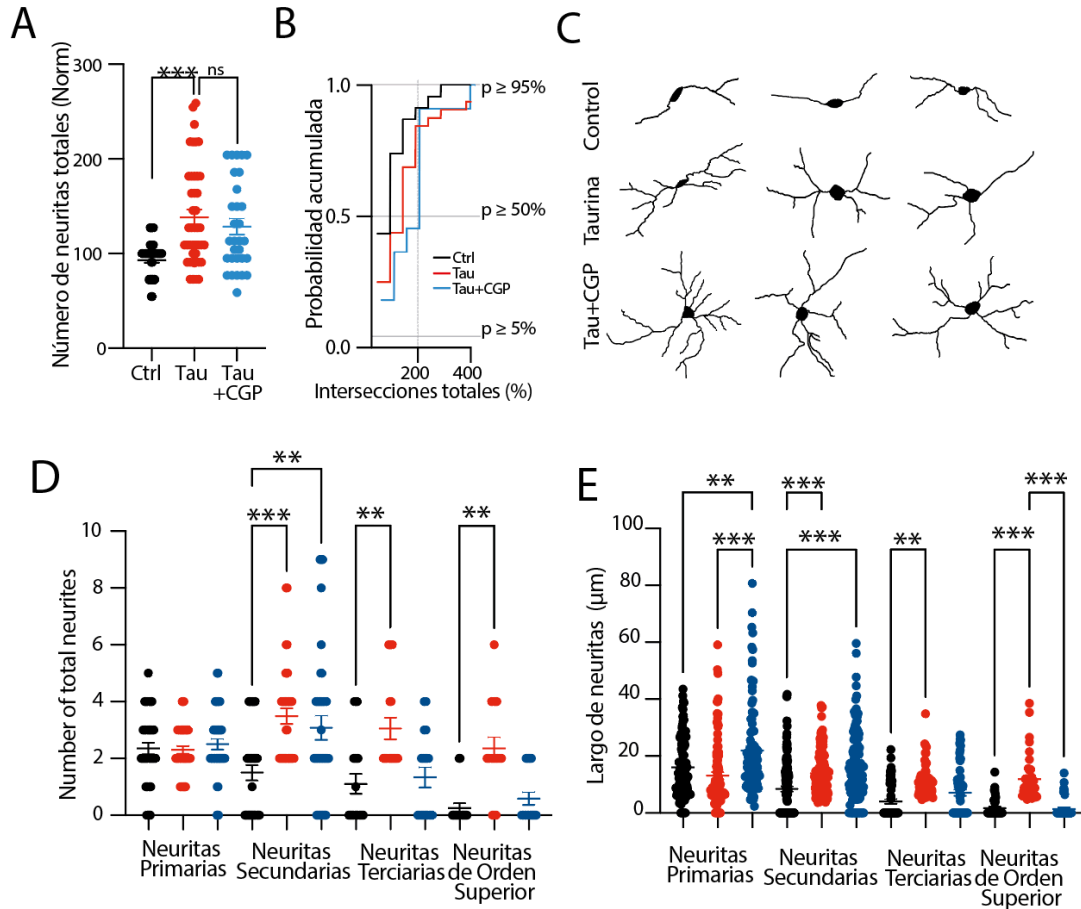 A
Número de neuritas totales (Norm)
300
200
100
0
***
ns
Ctrl
Tau
Tau
+CGP
B
Probabilidad acumulada
1.0
0.5
0.0
p ≥ 95%
p ≥ 50%
p ≥ 5%
Ctrl
Tau
Tau+CGP
200
400
Intersecciones totales (%)
C
Control
Taurina
Tau+CGP
D
Number of total neurites
10
8
6
4
2
0
**
***
**
**
Neuritas
Primarias
Neuritas
Secundarias
Neuritas
Terciarias
Neuritas
de Orden
Superior
E
Largo de neuritas (μm)
100
80
60
40
20
0
**
***
***
***
**
***
***
Neuritas
Primarias
Neuritas
Secundarias
Neuritas
Terciarias
Neuritas
de Orden
Superior